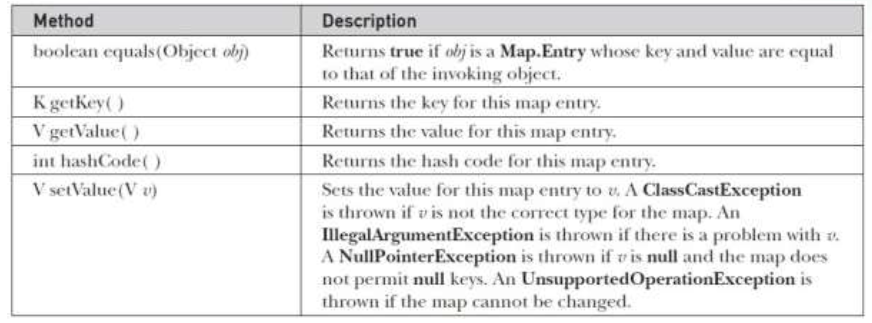 Method Description
boolean equals(Object obj) Returns true if obj is a Map.Entry whose key and value are equal
to that of the invoking object.
K getKey( ) Returns the key for this map entry.
V getValue( ) Returns the value for this map entry.
int hashCode( ) Returns the hash code for this map entry.
V setValue(V v) Sets the value for this map entry to v. A ClassCastException
is thrown if v is not the correct type for the map. An
IllegalArgumentException is thrown if there is a problem with v.
A NullPointerException is thrown if v is null and the map does
not permit null keys. An UnsupportedOperationException is
thrown if the map cannot be changed.